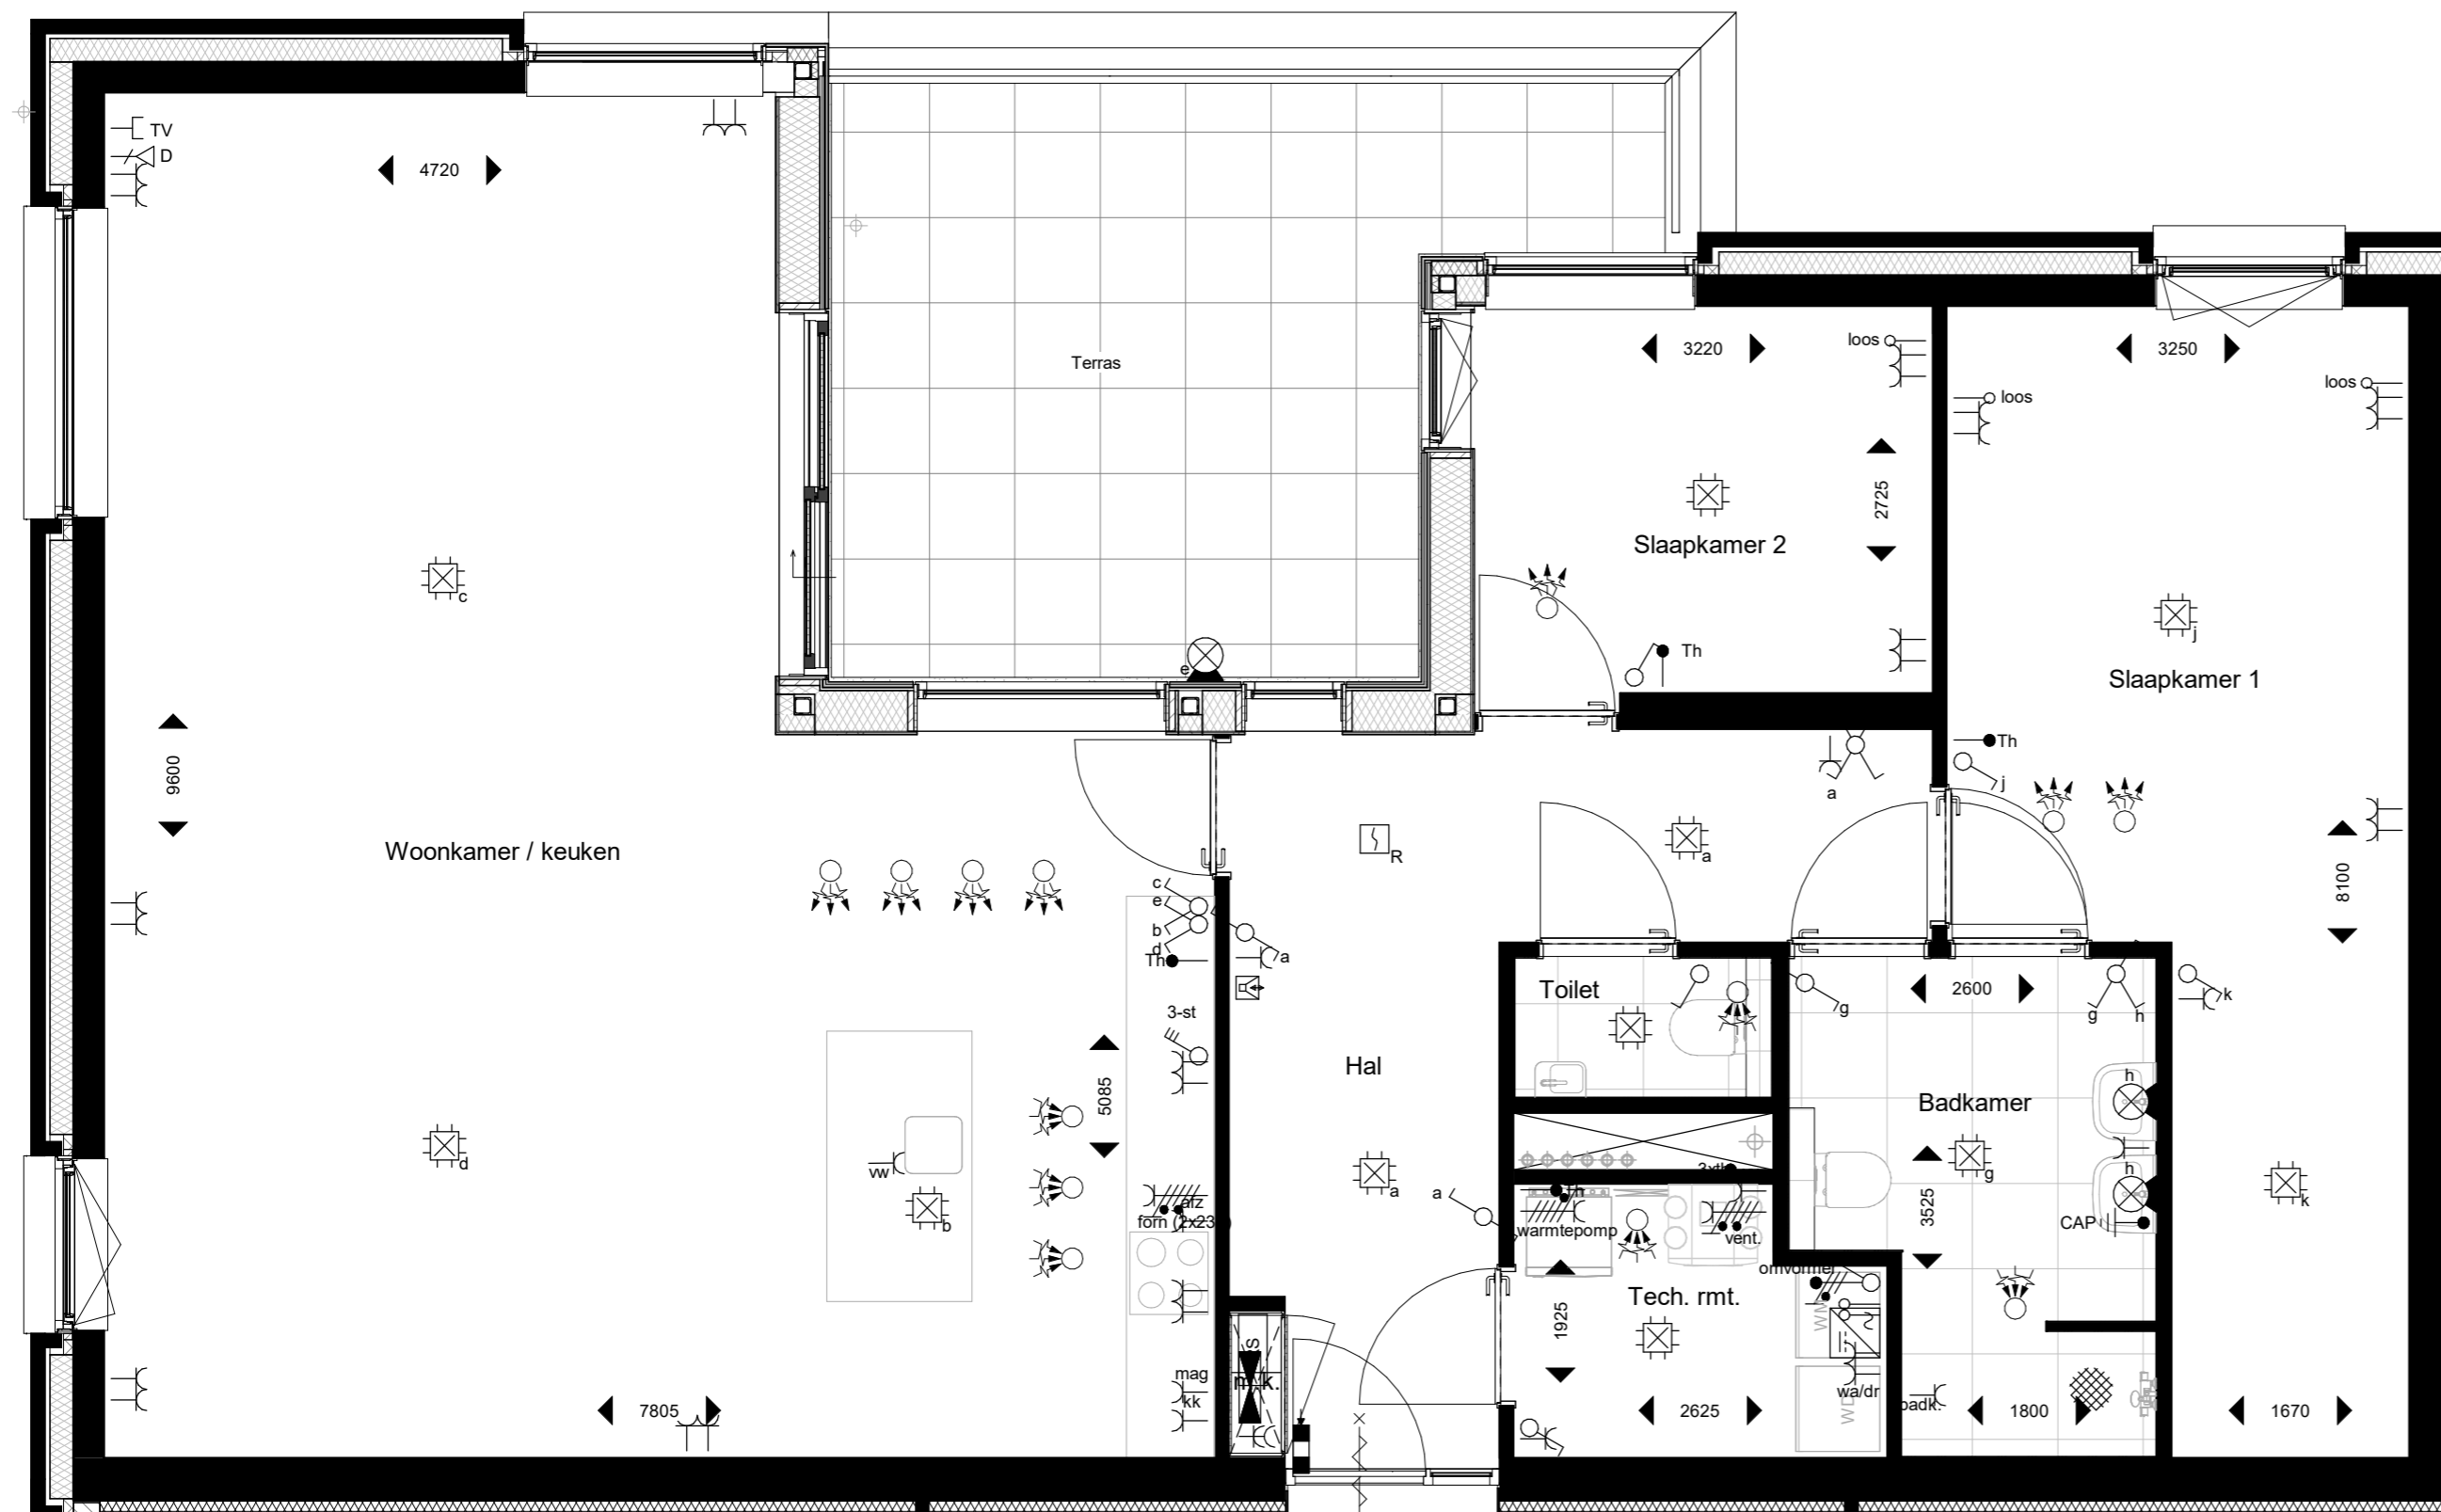 TV
D
4720
Terras
3220
loos
3250
loos
loos
2725
Slaapkamer 2
c
j
Th
e
Slaapkamer 1
Th
j
a
9600
Woonkamer / keuken
R
a
8100
c
e
b
d
Th
a
3-st
Toilet
g
2600
g
h
k
Hal
5085
h
Badkamer
d
vw
b
afz
a
a
Th
g
h
k
3525
CAP
warmtepomp
vent.
omvormer
1925
Tech. rmt.
mag
kk
wa/dr
badk.
7805
2625
1800
1670